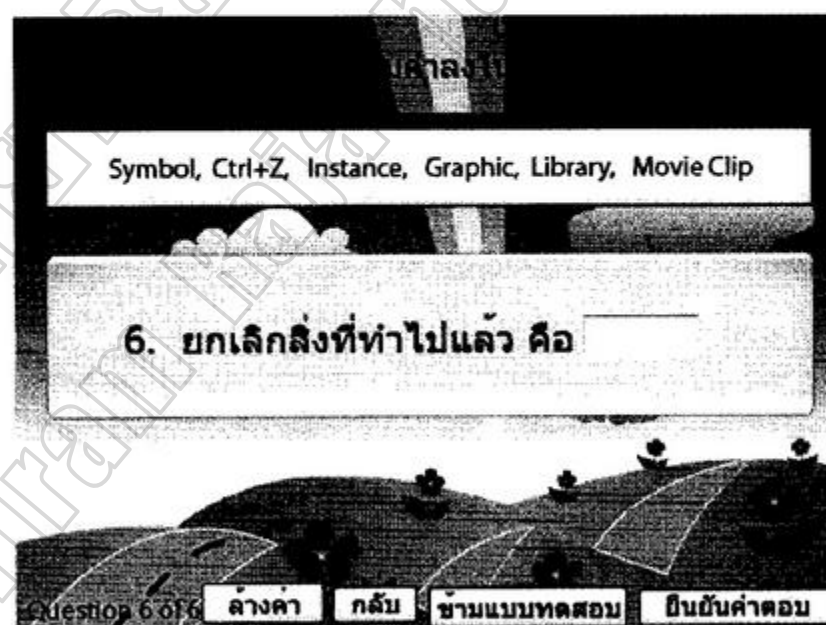 Symbol, Ctrl+Z, Instance, Graphic, Library, Movie Clip
6. ยกเลิกสิ่งที่ทำไปแล้ว คือ
Question 6 of 6 ล้างค่า กลับ ข้ามแบบทดสอบ ยืนยันคำตอบ